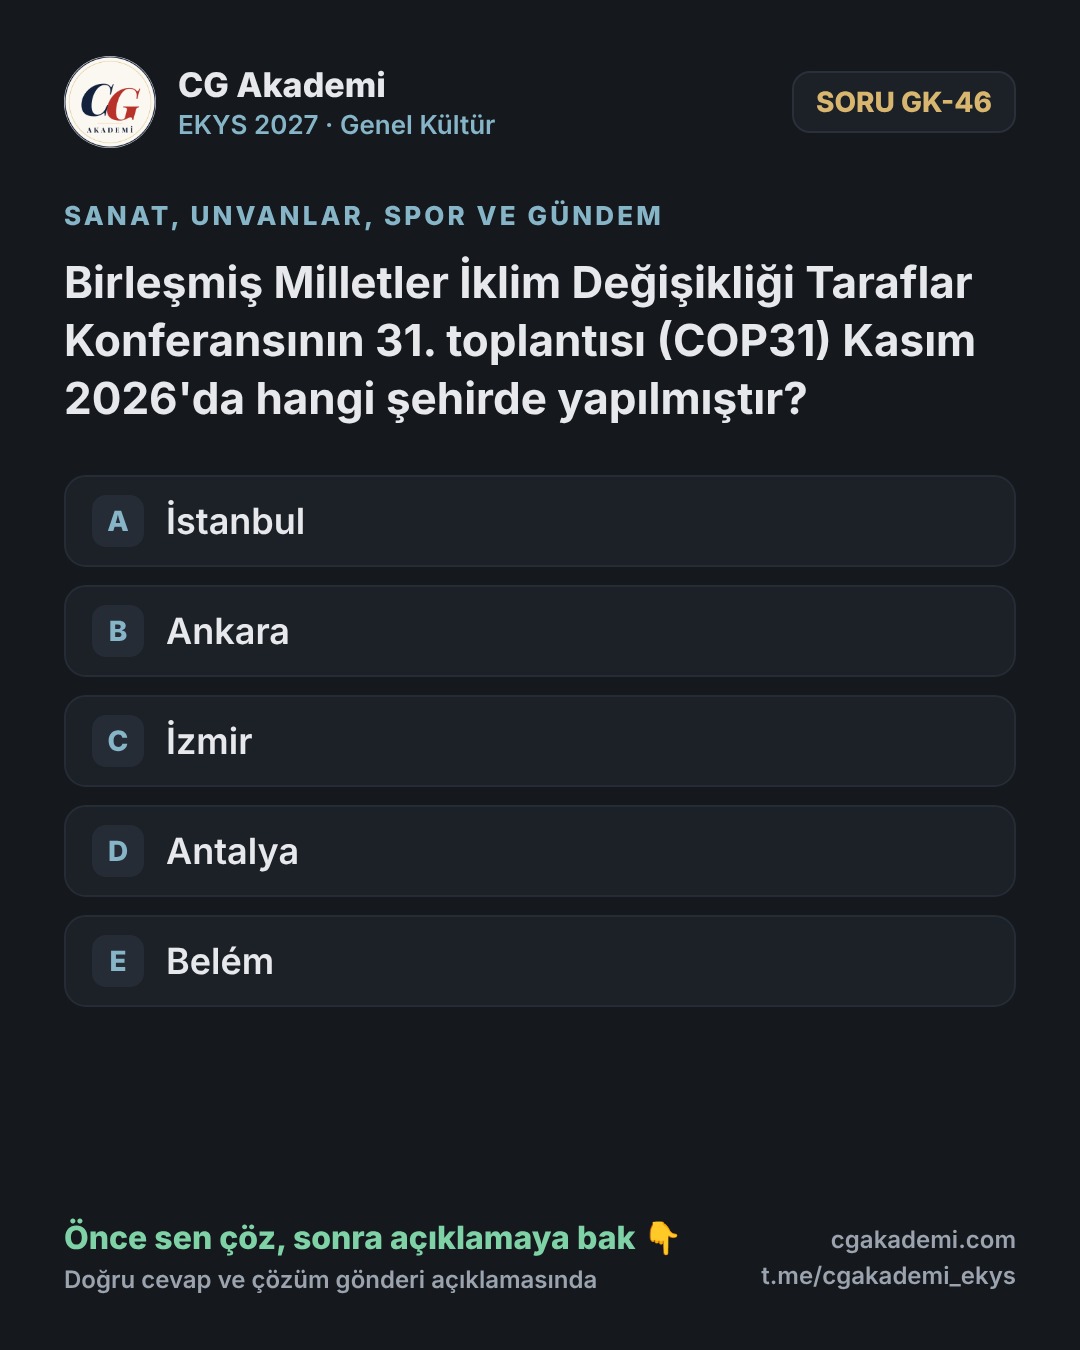 CG
AKADEMİ
CG Akademi
EKYS 2027 · Genel Kültür
SORU GK-46
SANAT, UNVANLAR, SPOR VE GÜNDEM
Birleşmiş Milletler İklim Değişikliği Taraflar
Konferansının 31. toplantısı (COP31) Kasım
2026'da hangi şehirde yapılmıştır?
A İstanbul
B Ankara
C İzmir
D Antalya
E Belém
Önce sen çöz, sonra açıklamaya bak 👇
Doğru cevap ve çözüm gönderi açıklamasında
cgakademi.com
t.me/cgakademi_ekys